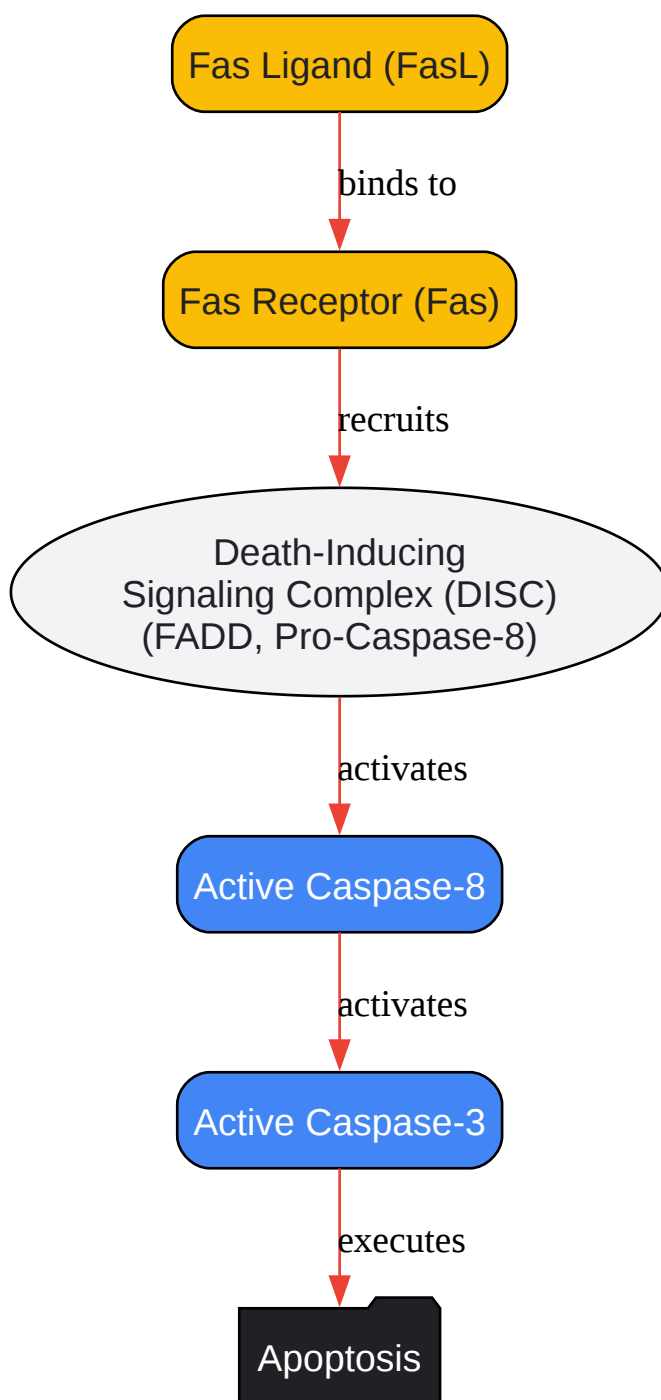 Fas Ligand (FasL)
binds to
Fas Receptor (Fas)
recruits
Death-Inducing
Signaling Complex (DISC)
(FADD, Pro-Caspase-8)
activates
Active Caspase-8
activates
Active Caspase-3
executes
Apoptosis